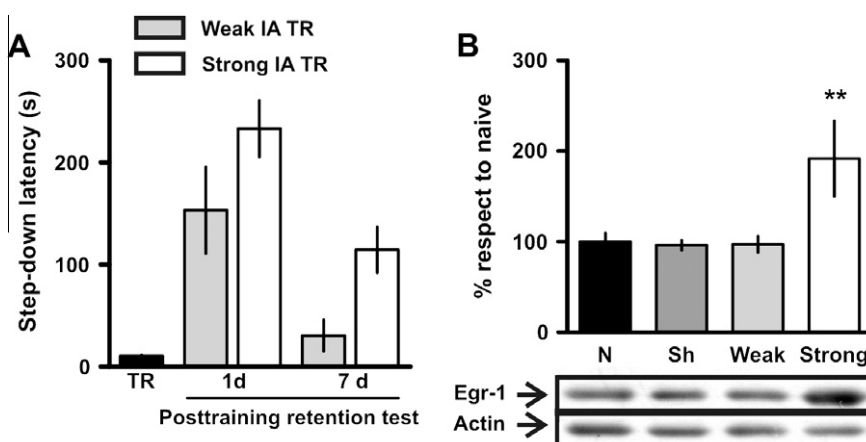 A
Weak IA TR
Strong IA TR
Step-down latency (s)
300
200
100
0
TR
1d
7 d
Posttraining retention test
B
% respect to naive
300
200
100
0
**
N
Sh
Weak
Strong
Egr-1
Actin